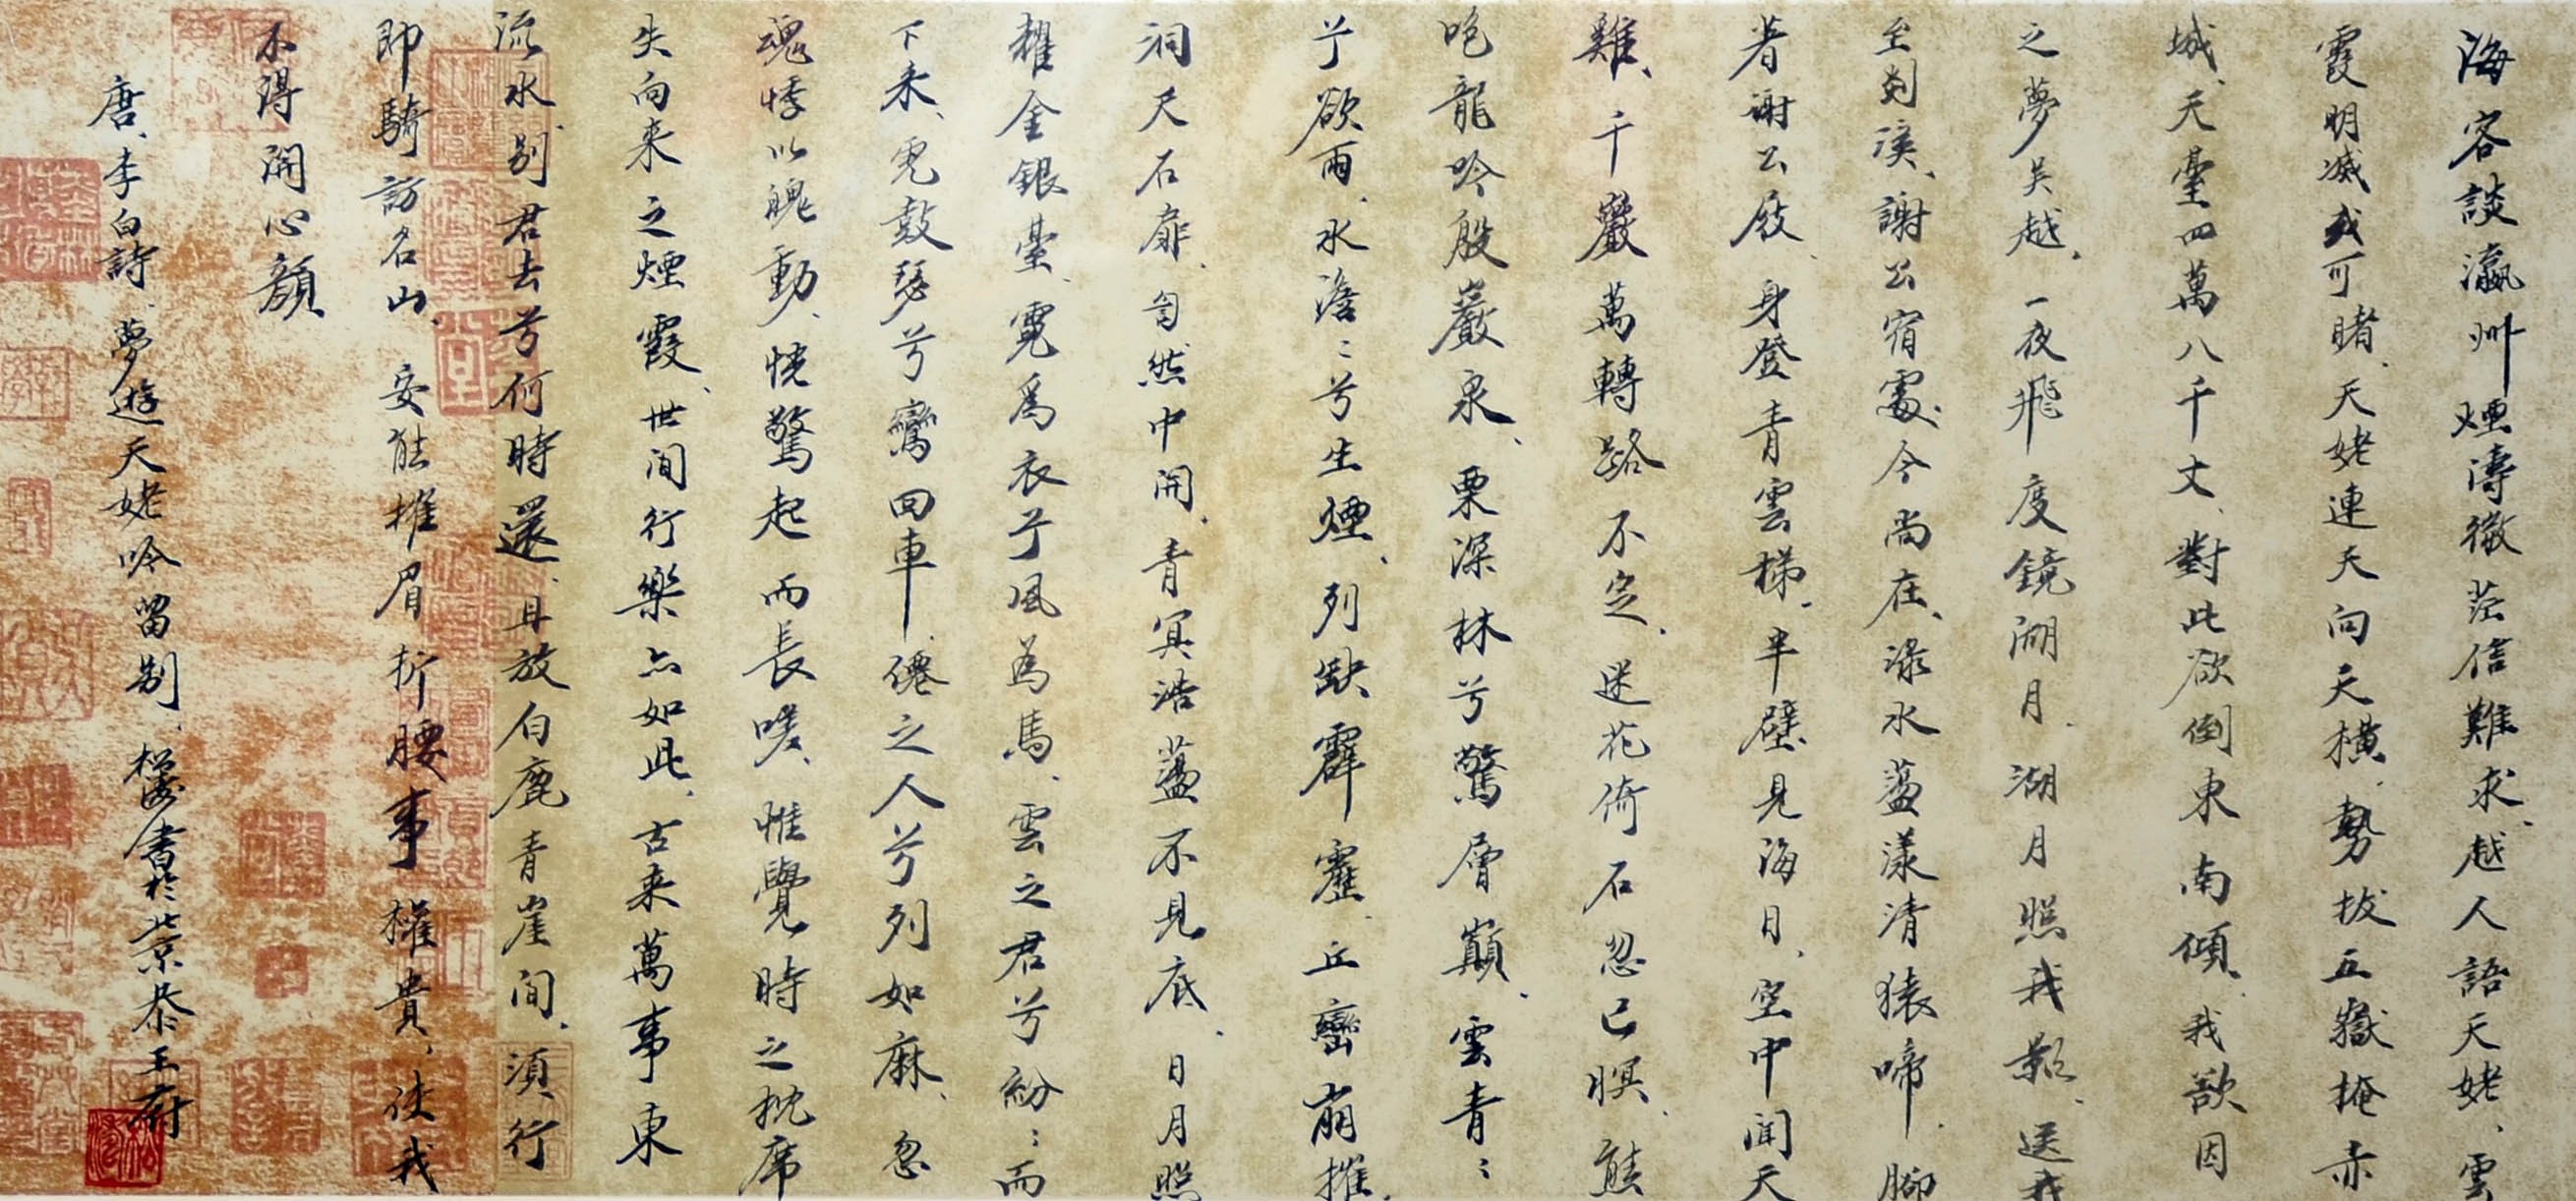 海客談瀛州煙濤微茫信難求、越人語天姥、雲
霞明滅或可睹、天姥連天向天橫、勢拔五嶽掩赤
城、天臺四萬八千丈、對此欲倒東南傾、我欲因
之夢吳越、一夜飛度鏡湖月、湖月照我影、送我
至剡溪、謝公宿處今尚在、淥水蕩漾清猿啼、腳
著謝公屐、身登青雲梯、半壁見海日、空中聞天
雞、千巖萬轉路不定、迷花倚石忽已暝、熊
咆龍吟殷巖泉、栗深林兮驚層巔、雲青:
兮欲雨、水澹:兮生煙、列缺霹靂、丘巒崩摧、
洞天石扉、訇然中開、青冥浩蕩不見底、日月照
耀金銀臺、霓爲衣兮風為馬、雲之君兮紛:而
下來、虎鼓瑟兮鸞回車、僊之人兮列如麻、忽
魂悸以魄動、恍驚起而長嗟、惟覺時之枕席
失向来之煙霞、世间行樂亦如此、古来萬事東
流水、别君去兮何時還、且放白鹿青崖间、須行
即騎訪名山、安能摧眉折腰事權貴、使我
不得開心顏
唐、李白詩、夢遊天姥吟留别、書於北京恭王府